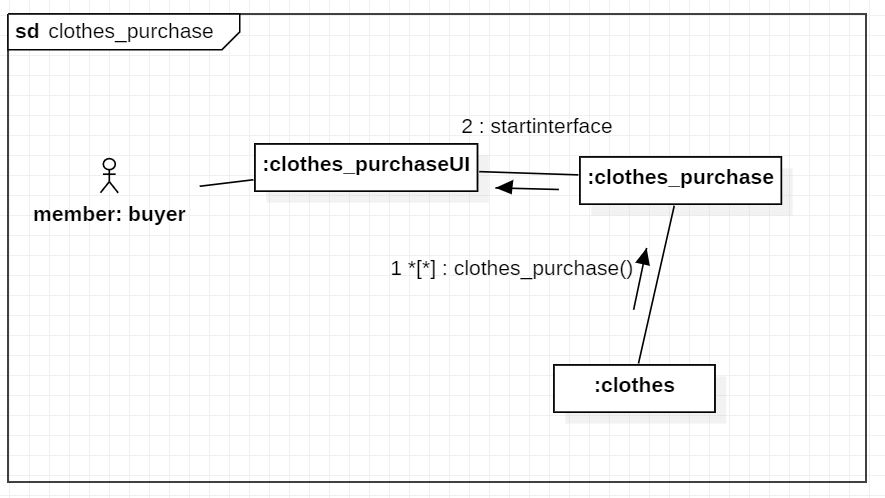 sd clothes_purchase
2 : startinterface
:clothes_purchaseUI
:clothes_purchase
member: buyer
1 *[*] : clothes_purchase()
:clothes